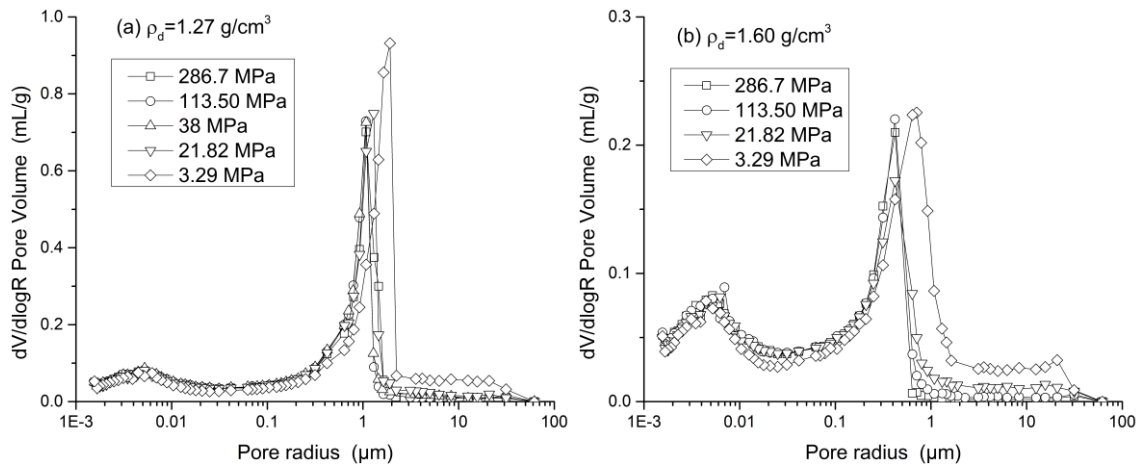 (a) ρd=1.27 g/cm³
286.7 MPa
113.50 MPa
38 MPa
21.82 MPa
3.29 MPa
dV/dlogR Pore Volume (mL/g)
1.0
0.8
0.6
0.4
0.2
0.0
1E-3 0.01 0.1 1 10 100
Pore radius (µm)
(b) ρd=1.60 g/cm³
286.7 MPa
113.50 MPa
21.82 MPa
3.29 MPa
dV/dlogR Pore Volume (mL/g)
0.3
0.2
0.1
0.0
1E-3 0.01 0.1 1 10 100
Pore radius (µm)